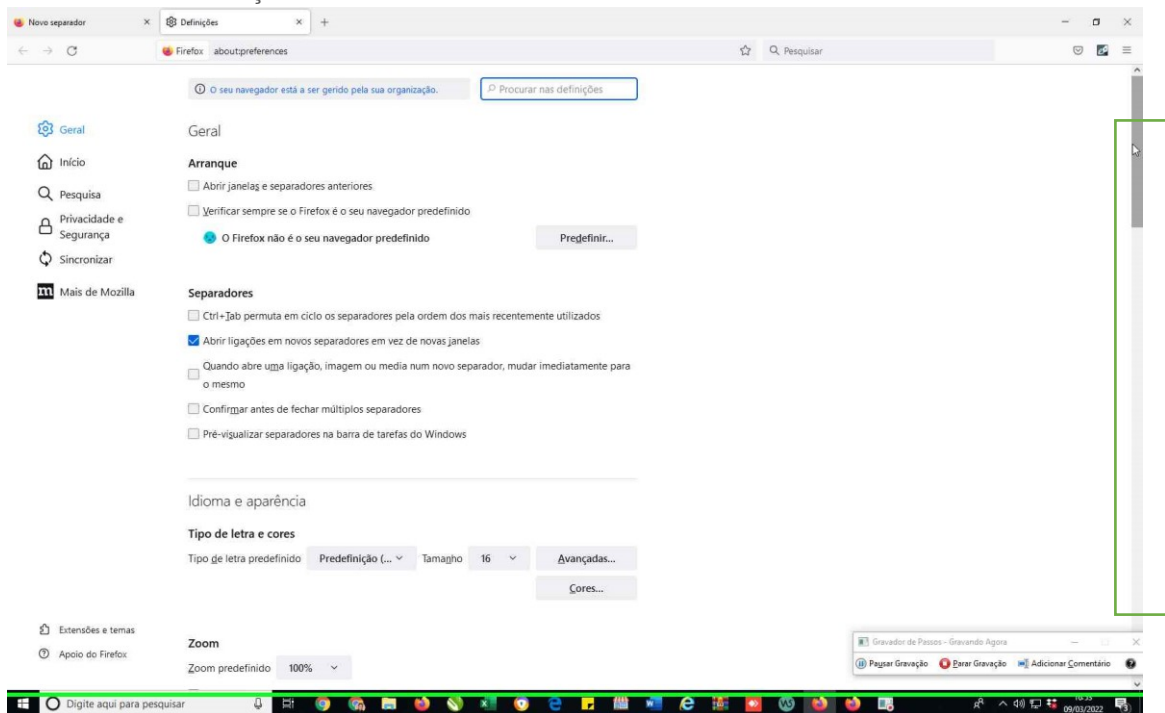 Novo separador
Definições
Firefox about:preferences
Pesquisar
O seu navegador está a ser gerido pela sua organização.
Procurar nas definições
Geral
Início
Pesquisa
Privacidade e
Segurança
Sincronizar
Mais de Mozilla
Extensões e temas
Apoio do Firefox
Geral
Arranque
Abrir janelas e separadores anteriores
Verificar sempre se o Firefox é o seu navegador predefinido
O Firefox não é o seu navegador predefinido
Predefinir...
Separadores
Ctrl+Tab permuta em ciclo os separadores pela ordem dos mais recentemente utilizados
Abrir ligações em novos separadores em vez de novas janelas
Quando abre uma ligação, imagem ou media num novo separador, mudar imediatamente para
o mesmo
Confirmar antes de fechar múltiplos separadores
Pré-visualizar separadores na barra de tarefas do Windows
Idioma e aparência
Tipo de letra e cores
Tipo de letra predefinido Predefinição (... Tamanho 16 Avançadas...
Cores...
Zoom
Zoom predefinido 100%
Gravador de Passos - Gravando Agora
Pausar Gravação Parar Gravação Adicionar Comentário
Digite aqui para pesquisar
09/03/2022